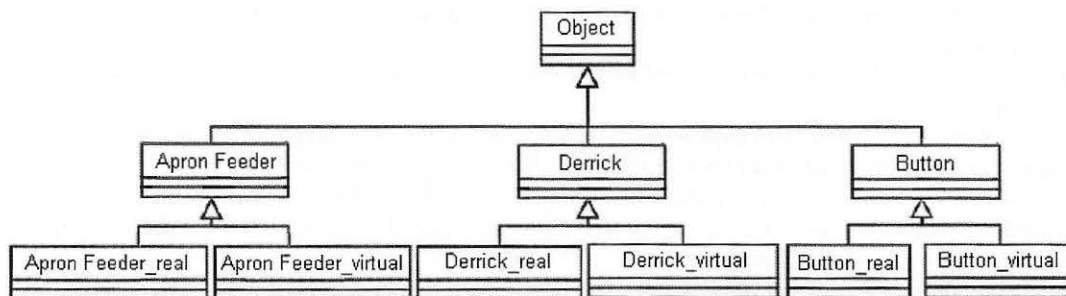 Object
Apron Feeder
Derrick
Button
Apron Feeder_real
Apron Feeder_virtual
Derrick_real
Derrick_virtual
Button_real
Button_virtual